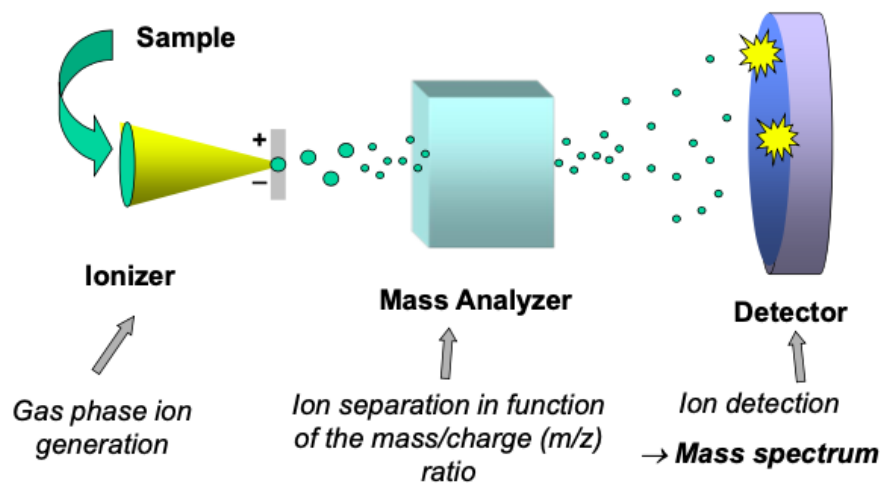 Sample
+
–
Ionizer
Mass Analyzer
Detector
Gas phase ion
generation
Ion separation in function
of the mass/charge (m/z)
ratio
Ion detection
→ Mass spectrum